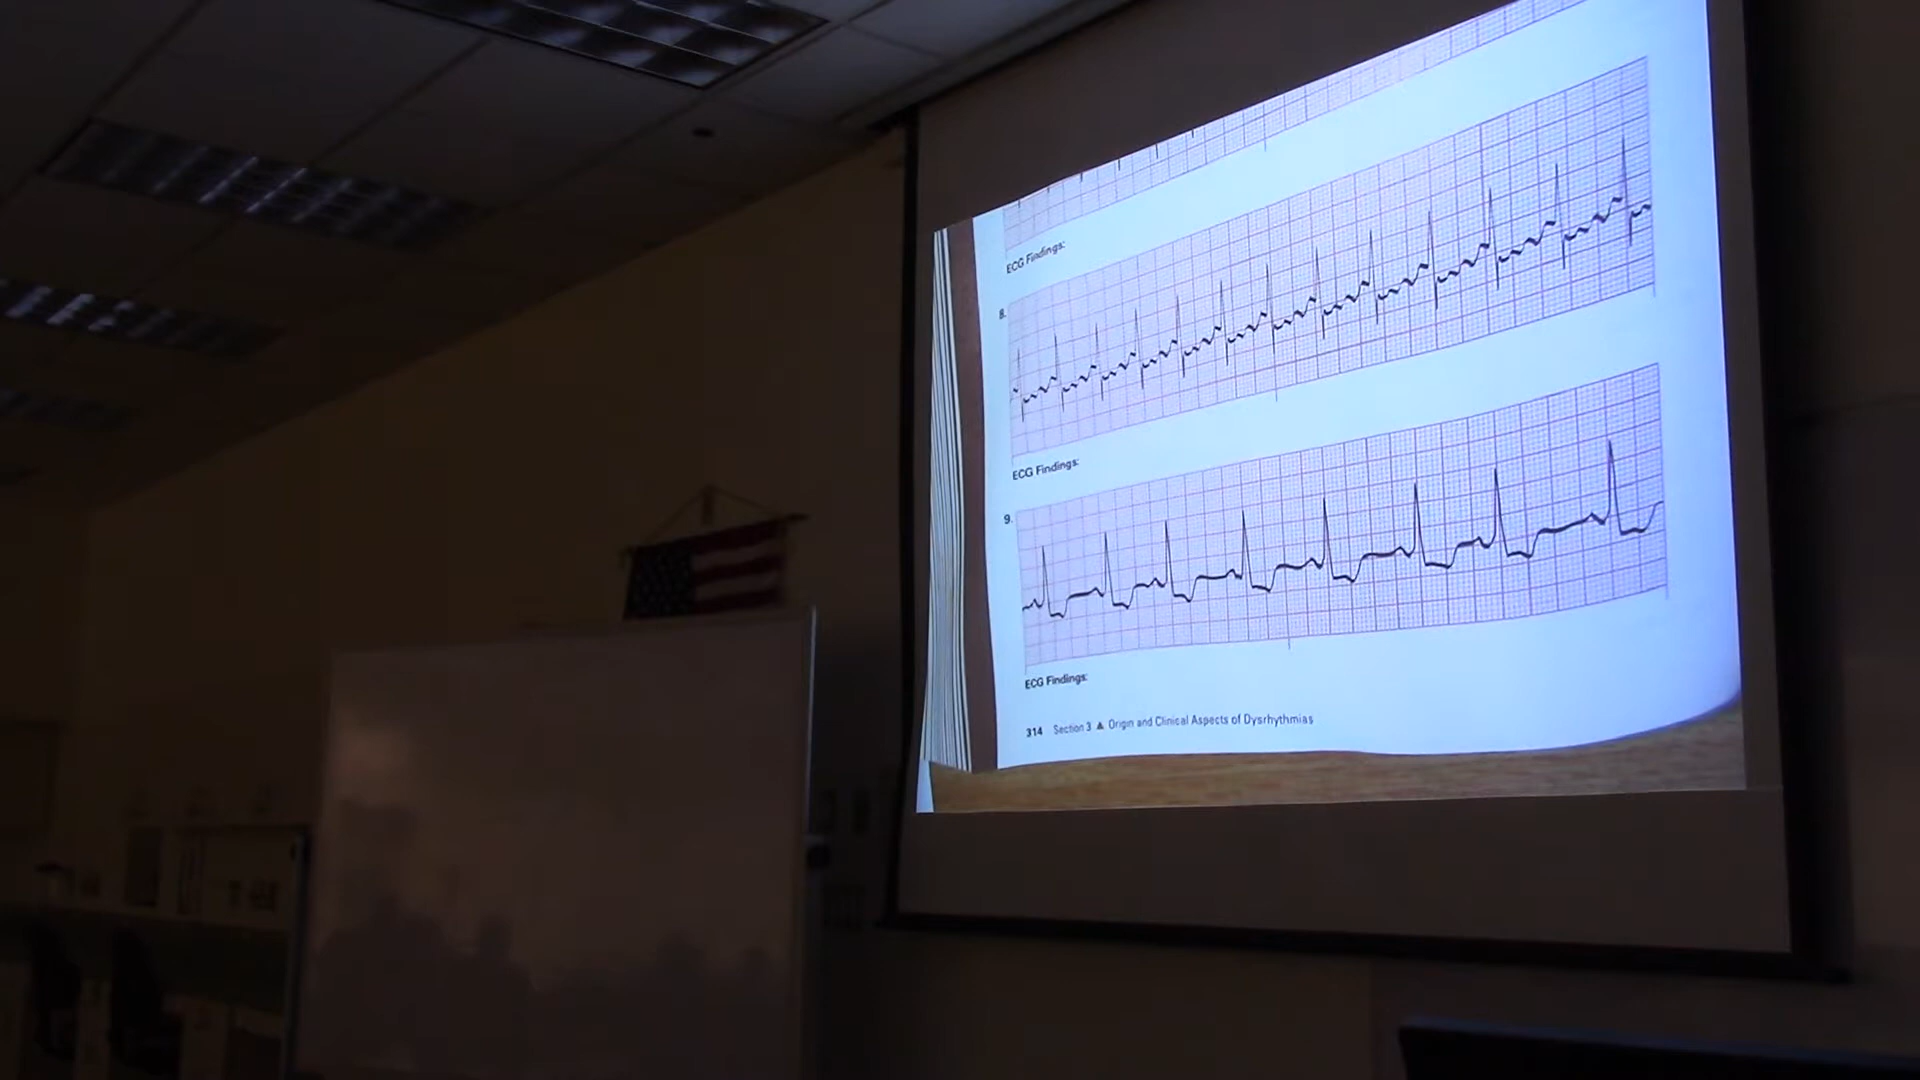 ECG Findings:
8.
ECG Findings:
9.
ECG Findings:
314 Section 3 ▲ Origin and Clinical Aspects of Dysrhythmias